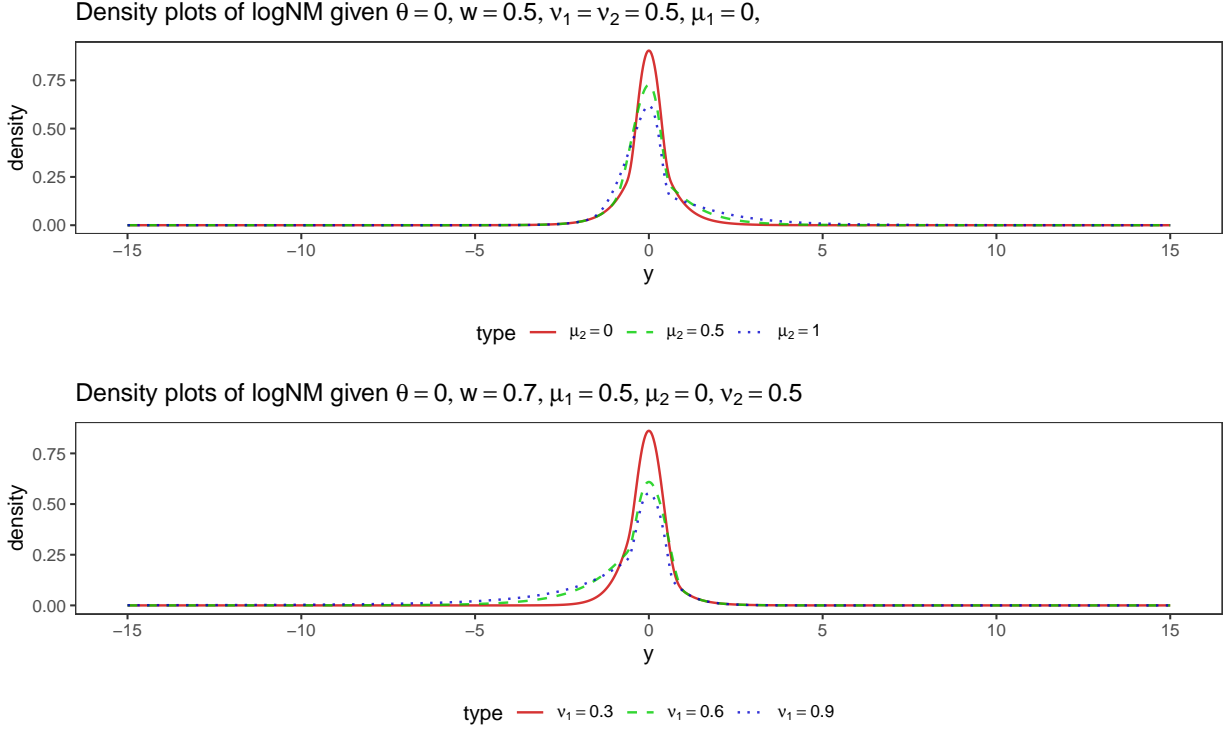 Density plots of logNM given θ = 0, w = 0.5, ν₁ = ν₂ = 0.5, μ₁ = 0,
density
0.75
0.50
0.25
0.00
−15
−10
−5
0
5
10
15
y
type μ₂ = 0 μ₂ = 0.5 μ₂ = 1
Density plots of logNM given θ = 0, w = 0.7, μ₁ = 0.5, μ₂ = 0, ν₂ = 0.5
density
0.75
0.50
0.25
0.00
−15
−10
−5
0
5
10
15
y
type ν₁ = 0.3 ν₁ = 0.6 ν₁ = 0.9